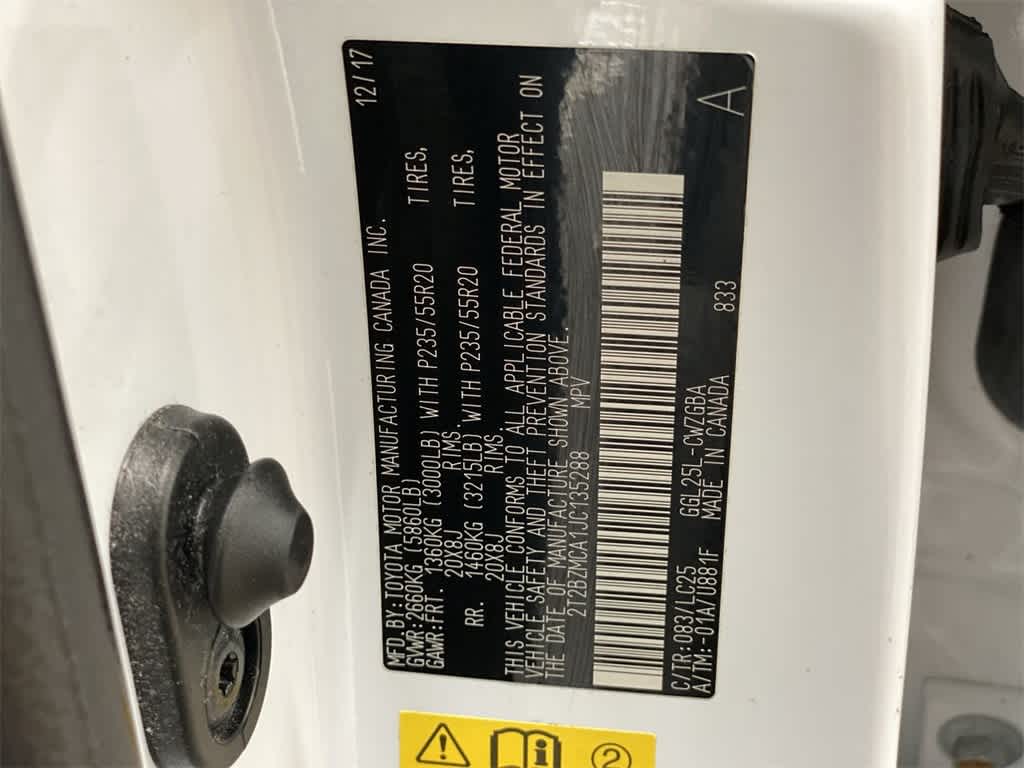 MFD. BY:TOYOTA MOTOR MANUFACTURING CANADA INC. 12/17
GVWR:2660KG (5860LB)
GAWR:FRT. 1360KG (3000LB) WITH P235/55R20 TIRES,
20X8J RIMS.
RR. 1460KG (3215LB) WITH P235/55R20 TIRES,
20X8J RIMS.
THIS VEHICLE CONFORMS TO ALL APPLICABLE FEDERAL MOTOR
VEHICLE SAFETY AND THEFT PREVENTION STANDARDS IN EFFECT ON
THE DATE OF MANUFACTURE SHOWN ABOVE.
2T2BZMCA1JC135288 MPV
C/TR:083/LC25 GGL25L-CWZGBA
A/TM:-01A/U881F MADE IN CANADA 833 A
2